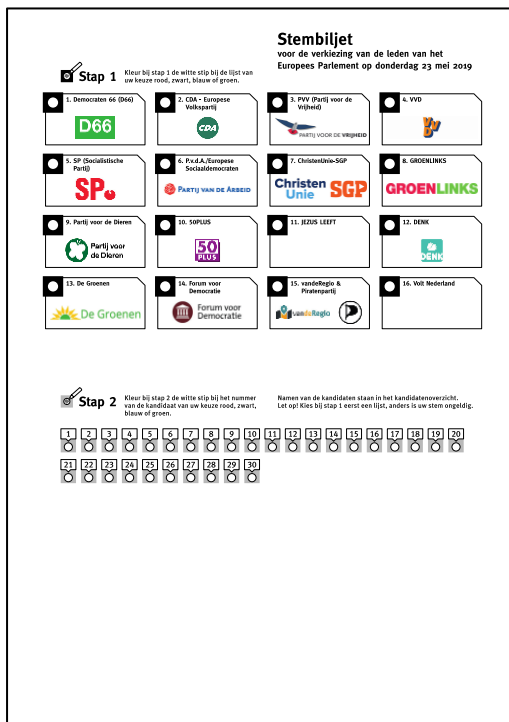 Stembiljet
voor de verkiezing van de leden van het
Europees Parlement op donderdag 23 mei 2019
Stap 1
Kleur bij stap 1 de witte stip bij de lijst van
uw keuze rood, zwart, blauw of groen.
1. Democraten 66 (D66)
D66
2. CDA - Europese
Volkspartij
CDA
3. PVV (Partij voor de
Vrijheid)
PARTIJ VOOR DE VRIJHEID
4. VVD
VVD
5. SP (Socialistische
Partij)
SP
6. P.v.d.A./Europese
Sociaaldemocraten
PARTIJ VAN DE ARBEID
7. ChristenUnie-SGP
Christen
Unie
SGP
8. GROENLINKS
GROENLINKS
9. Partij voor de Dieren
Partij voor
de Dieren
10. 50PLUS
50
PLUS
11. JEZUS LEEFT
12. DENK
DENK
13. De Groenen
De Groenen
14. Forum voor
Democratie
Forum voor
Democratie
15. vandeRegio &
Piratenpartij
vandeRegio
16. Volt Nederland
Stap 2
Kleur bij stap 2 de witte stip bij het nummer
van de kandidaat van uw keuze rood, zwart,
blauw of groen.
Namen van de kandidaten staan in het kandidatenoverzicht.
Let op! Kies bij stap 1 eerst een lijst, anders is uw stem ongeldig.
1 2 3 4 5 6 7 8 9 10 11 12 13 14 15 16 17 18 19 20
21 22 23 24 25 26 27 28 29 30